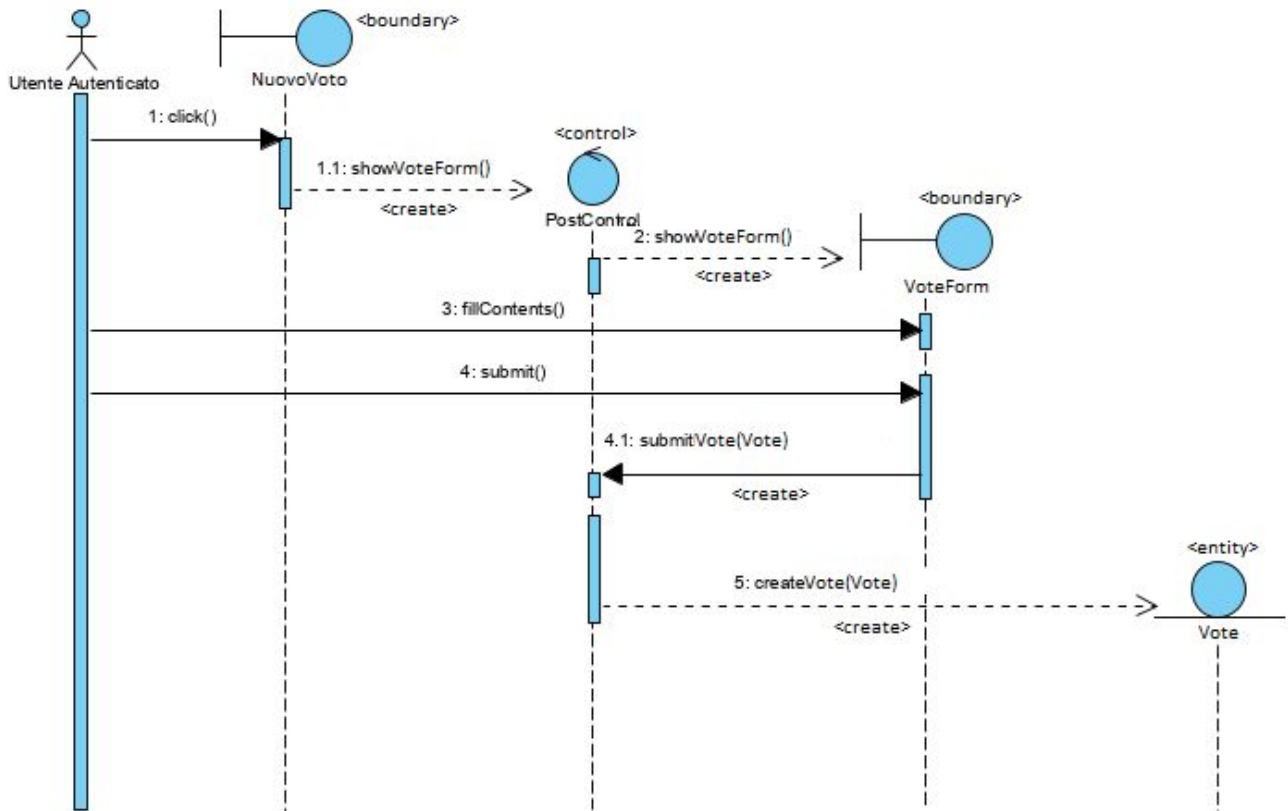 <boundary>
Utente Autenticato
NuovoVoto
1: click()
<control>
1.1: showVoteForm()
<create>
PostControl
<boundary>
2: showVoteForm()
<create>
VoteForm
3: fillContents()
4: submit()
4.1: submitVote(Vote)
<create>
<entity>
5: createVote(Vote)
<create>
Vote